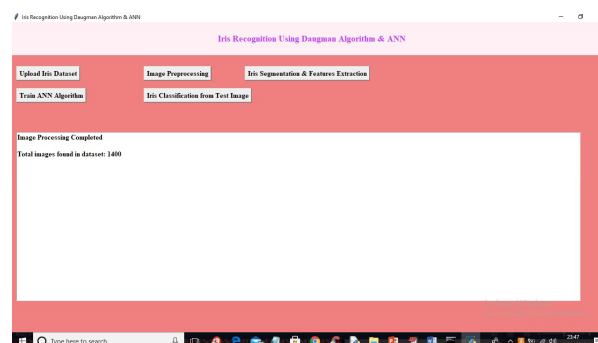 Iris Recognition Using Daugman Algorithm & ANN
Iris Recognition Using Daugman Algorithm & ANN
Upload Iris Dataset
Image Preprocessing
Iris Segmentation & Features Extraction
Train ANN Algorithm
Iris Classification from Test Image
Image Processing Completed
Total images found in dataset: 1400
Type here to search
23:47